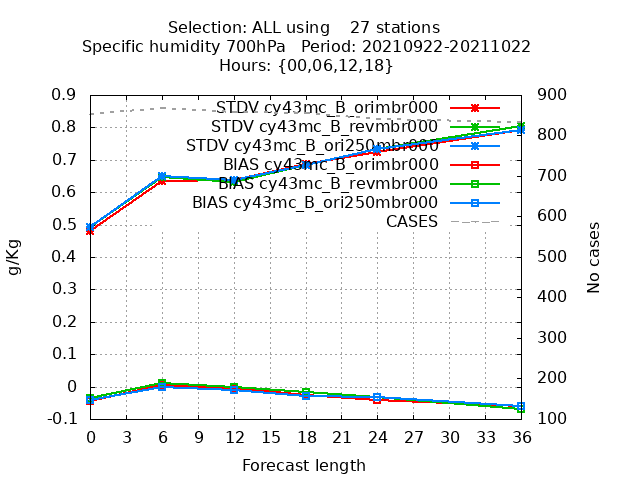 Selection: ALL using    27 stations
Specific humidity 700hPa   Period: 20210922-20211022
Hours: {00,06,12,18}
0.9
0.8
0.7
0.6
0.5
0.4
0.3
0.2
0.1
0
-0.1
g/Kg
STDV cy43mc_B_orimbr000
STDV cy43mc_B_revmbr000
STDV cy43mc_B_ori250mbr000
BIAS cy43mc_B_orimbr000
BIAS cy43mc_B_revmbr000
BIAS cy43mc_B_ori250mbr000
CASES
900
800
700
600
500
400
300
200
100
No cases
0 3 6 9 12 15 18 21 24 27 30 33 36
Forecast length